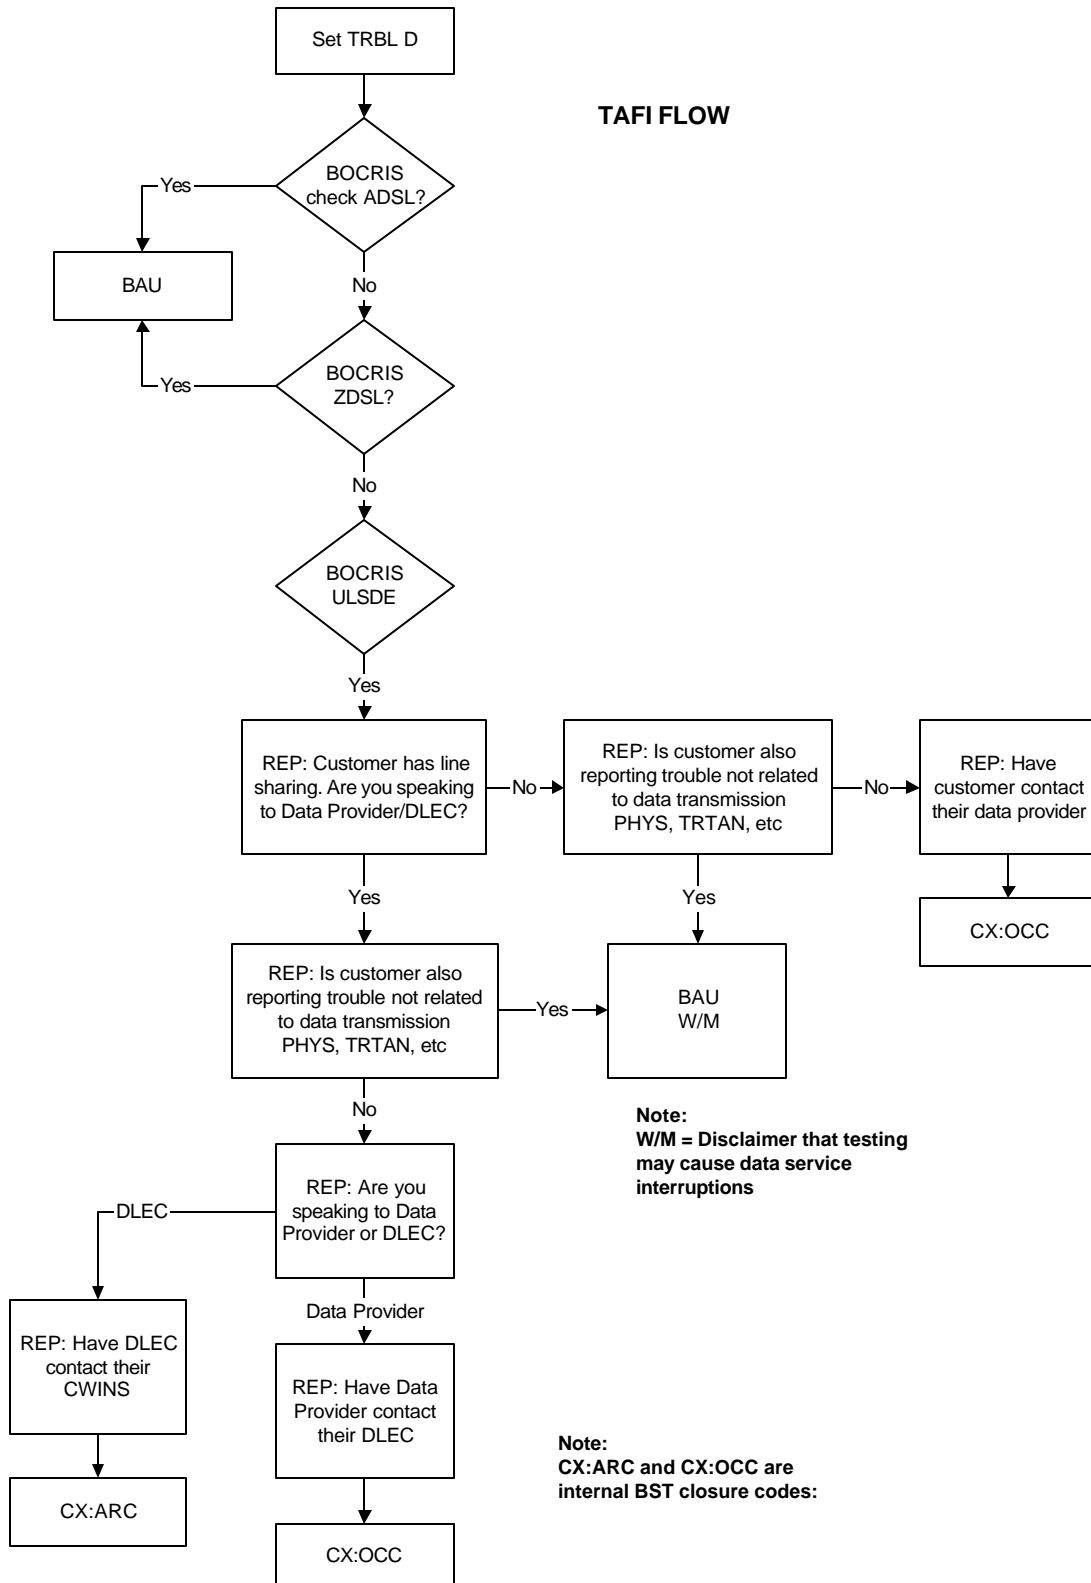 Set TRBL D
TAFI FLOW
BOCRIS
check ADSL?
Yes
BAU
No
BOCRIS
ZDSL?
Yes
No
BOCRIS
ULSDE
Yes
REP: Customer has line
sharing. Are you speaking
to Data Provider/DLEC?
No
REP: Is customer also
reporting trouble not related
to data transmission
PHYS, TRTAN, etc
No
REP: Have
customer contact
their data provider
Yes
Yes
CX:OCC
REP: Is customer also
reporting trouble not related
to data transmission
PHYS, TRTAN, etc
Yes
BAU
W/M
No
Note:
W/M = Disclaimer that testing
may cause data service
interruptions
REP: Are you
speaking to Data
Provider or DLEC?
DLEC
Data Provider
REP: Have DLEC
contact their
CWINS
REP: Have Data
Provider contact
their DLEC
Note:
CX:ARC and CX:OCC are
internal BST closure codes:
CX:ARC
CX:OCC